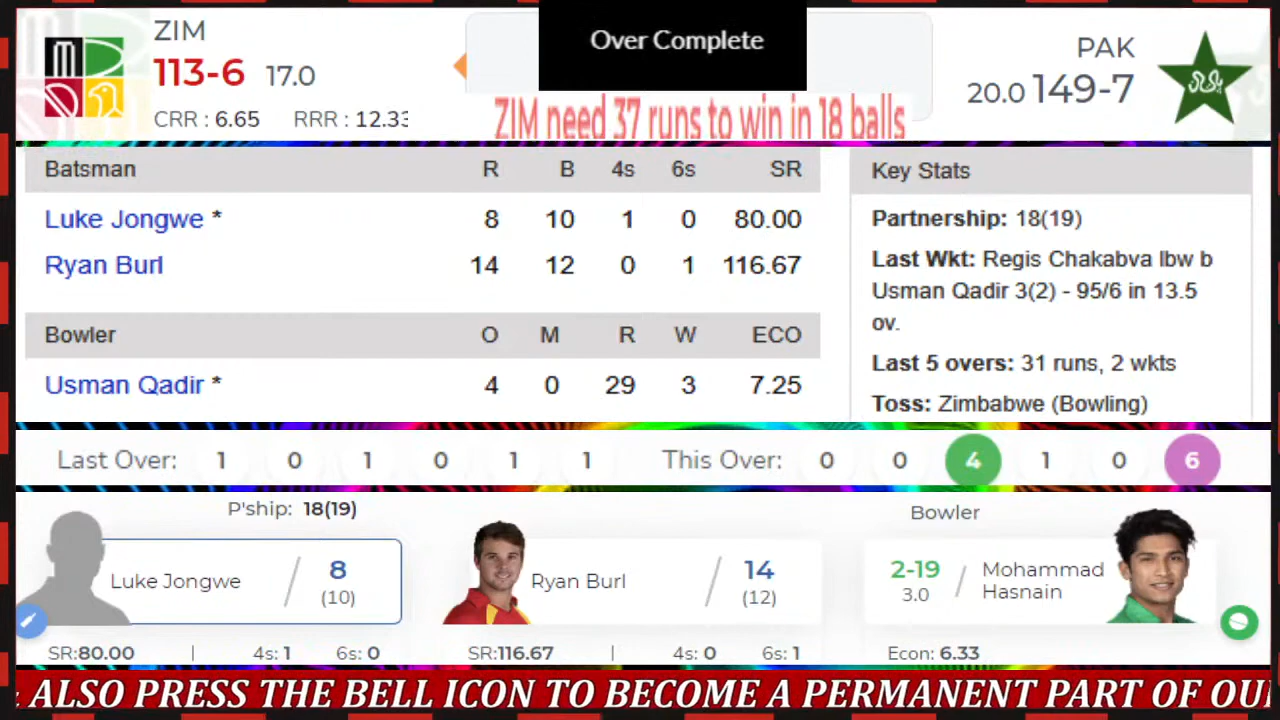 Over Complete
ZIM
113-6 17.0
CRR : 6.65 RRR : 12.33
ZIM need 37 runs to win in 18 balls
PAK
20.0 149-7
Batsman R B 4s 6s SR
Luke Jongwe * 8 10 1 0 80.00
Ryan Burl 14 12 0 1 116.67
Bowler O M R W ECO
Usman Qadir * 4 0 29 3 7.25
Key Stats
Partnership: 18(19)
Last Wkt: Regis Chakabva lbw b
Usman Qadir 3(2) - 95/6 in 13.5
ov.
Last 5 overs: 31 runs, 2 wkts
Toss: Zimbabwe (Bowling)
Last Over: 1 0 1 0 1 1 This Over: 0 0 4 1 0 6
P'ship: 18(19)
Luke Jongwe / 8
(10)
SR:80.00 | 4s: 1 6s: 0
Ryan Burl / 14
(12)
SR:116.67 | 4s: 0 6s: 1
Bowler
2-19 / Mohammad
3.0 Hasnain
Econ: 6.33
ALSO PRESS THE BELL ICON TO BECOME A PERMANENT PART OF